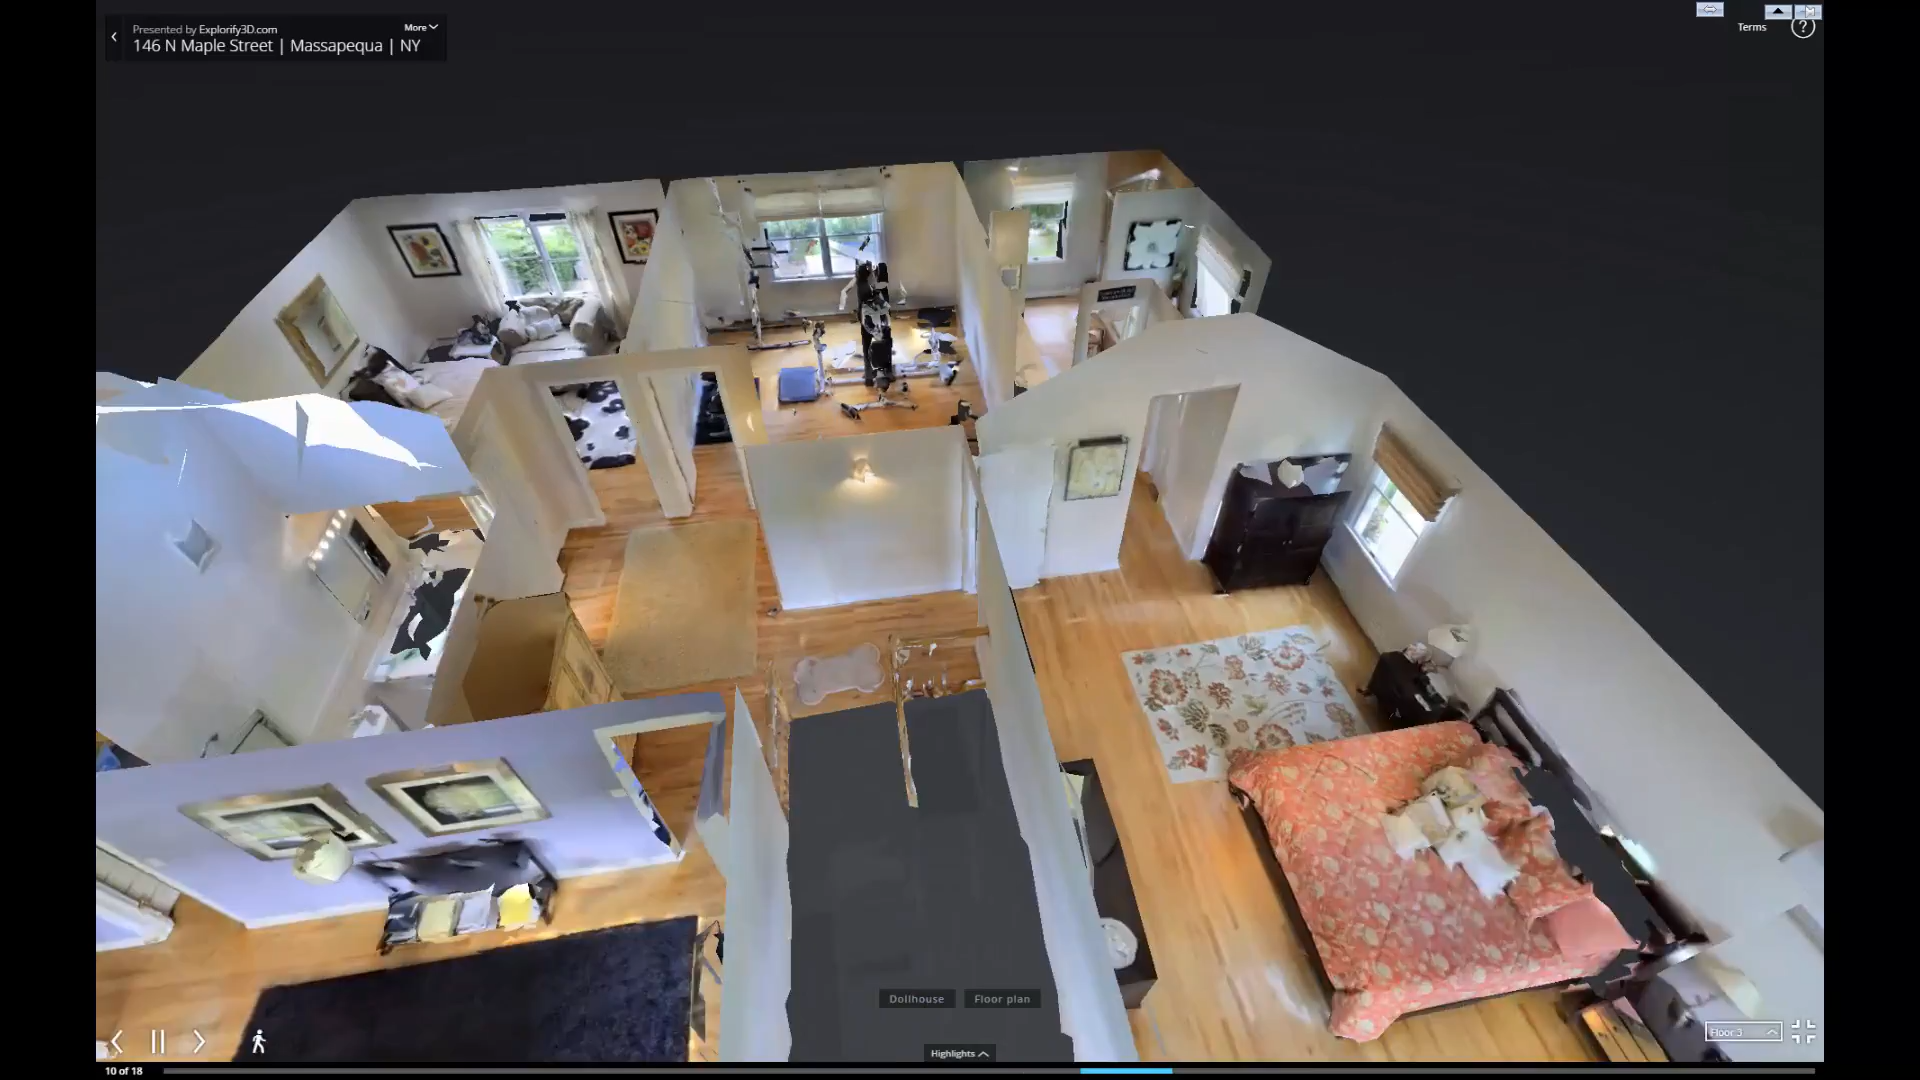 Presented by Explorify3D.com
More
146 N Maple Street | Massapequa | NY
Terms
?
Dollhouse
Floor plan
Floor 3
Highlights
10 of 18